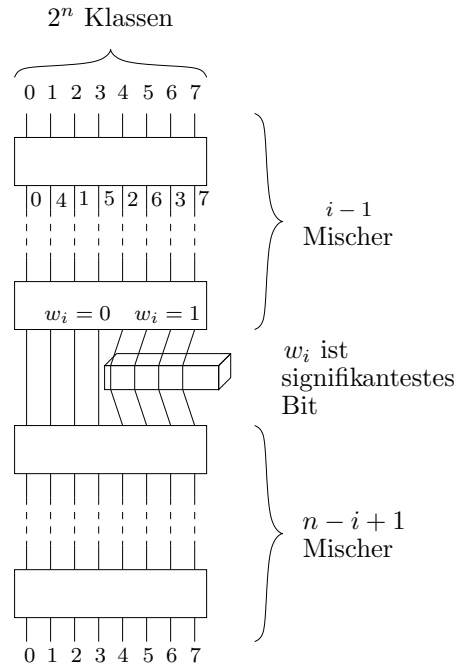 2^n Klassen
0 1 2 3 4 5 6 7
0 4 1 5 2 6 3 7
i − 1
Mischer
w_i = 0 w_i = 1
w_i ist
signifikantestes
Bit
n − i + 1
Mischer
0 1 2 3 4 5 6 7